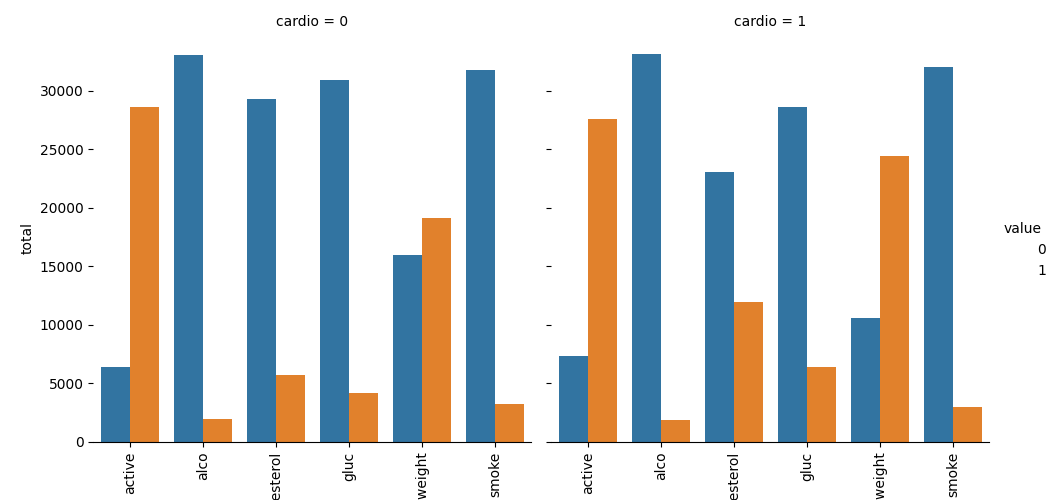 cardio = 0
cardio = 1
total
30000
25000
20000
15000
10000
5000
0
active
alco
esterol
gluc
weight
smoke
active
alco
esterol
gluc
weight
smoke
value
0
1